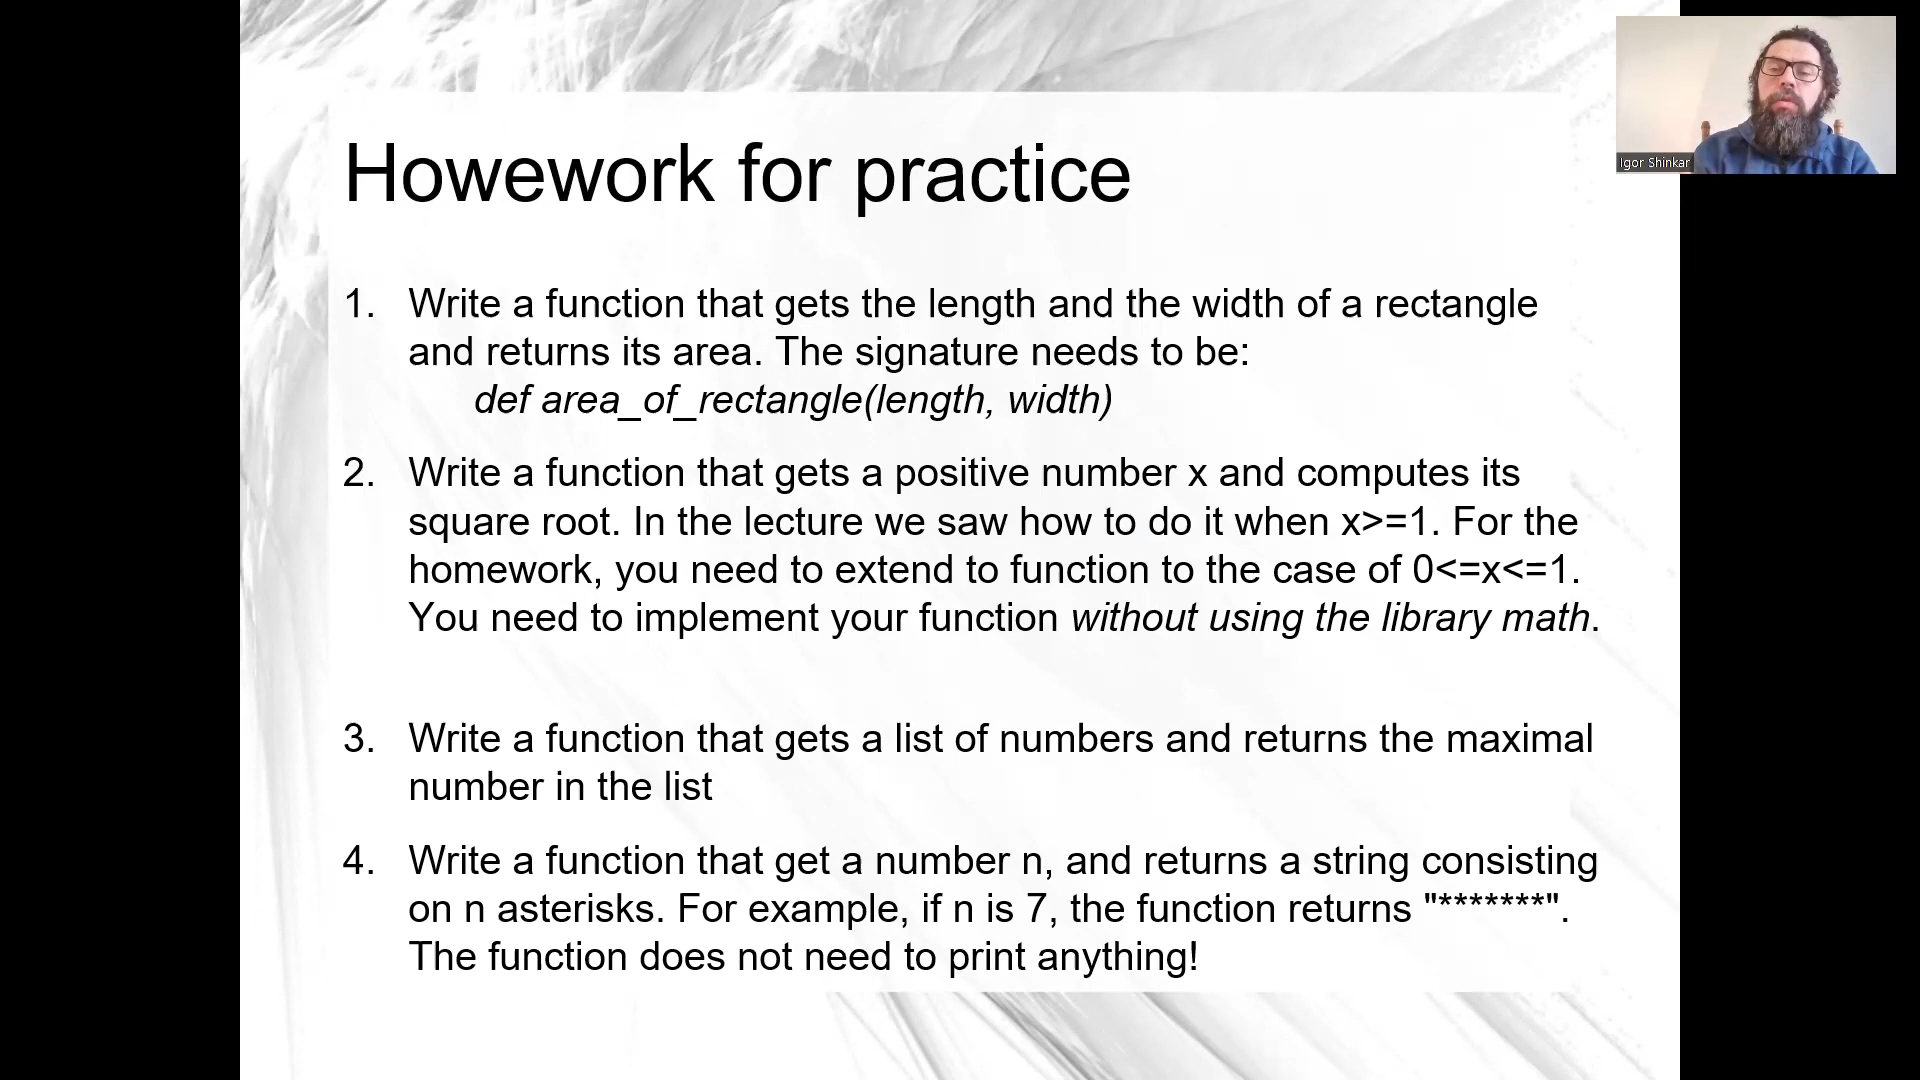 Igor Shinkar
Howework for practice
1. Write a function that gets the length and the width of a rectangle
and returns its area. The signature needs to be:
def area_of_rectangle(length, width)
2. Write a function that gets a positive number x and computes its
square root. In the lecture we saw how to do it when x>=1. For the
homework, you need to extend to function to the case of 0<=x<=1.
You need to implement your function without using the library math.
3. Write a function that gets a list of numbers and returns the maximal
number in the list
4. Write a function that get a number n, and returns a string consisting
on n asterisks. For example, if n is 7, the function returns "*******".
The function does not need to print anything!